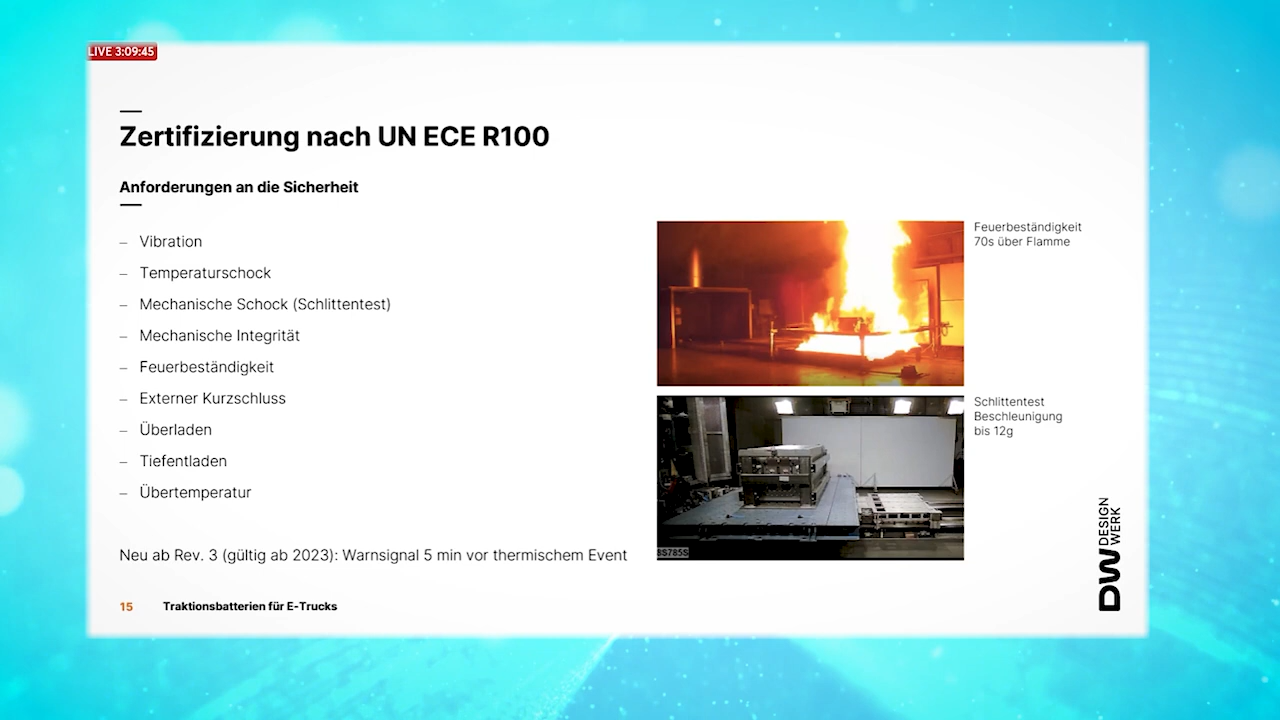 LIVE 3:09:45
Zertifizierung nach UN ECE R100
Anforderungen an die Sicherheit
– Vibration
– Temperaturschock
– Mechanische Schock (Schlittentest)
– Mechanische Integrität
– Feuerbeständigkeit
– Externer Kurzschluss
– Überladen
– Tiefentladen
– Übertemperatur
Neu ab Rev. 3 (gültig ab 2023): Warnsignal 5 min vor thermischem Event
Feuerbeständigkeit
70s über Flamme
Schlittentest
Beschleunigung
bis 12g
8S785S
DW DESIGN
WERK
15 Traktionsbatterien für E-Trucks